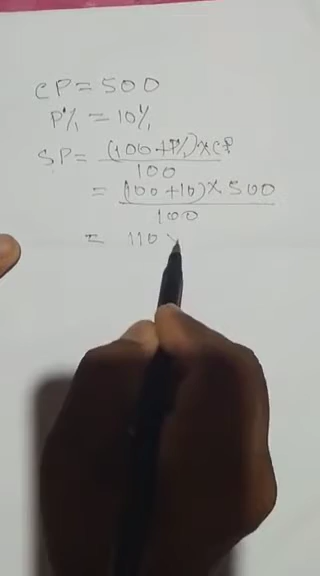 CP = 500
P% = 10%
SP = (100 + P%) × CP
100
= (100 + 10) × 500
100
= 110 ×